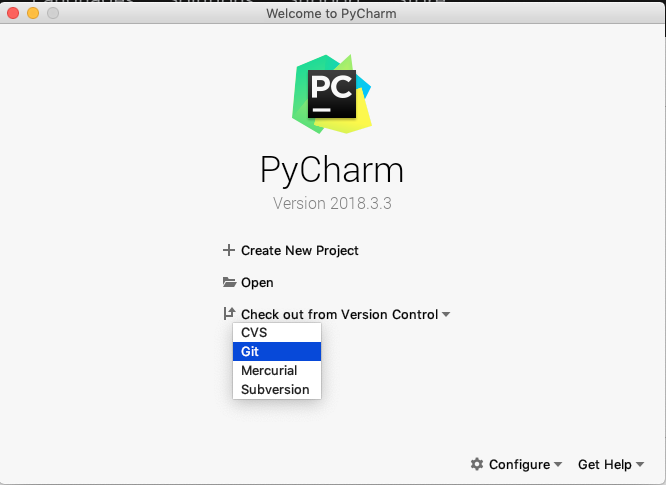 Welcome to PyCharm
PC
PyCharm
Version 2018.3.3
Create New Project
Open
Check out from Version Control
CVS
Git
Mercurial
Subversion
Configure Get Help